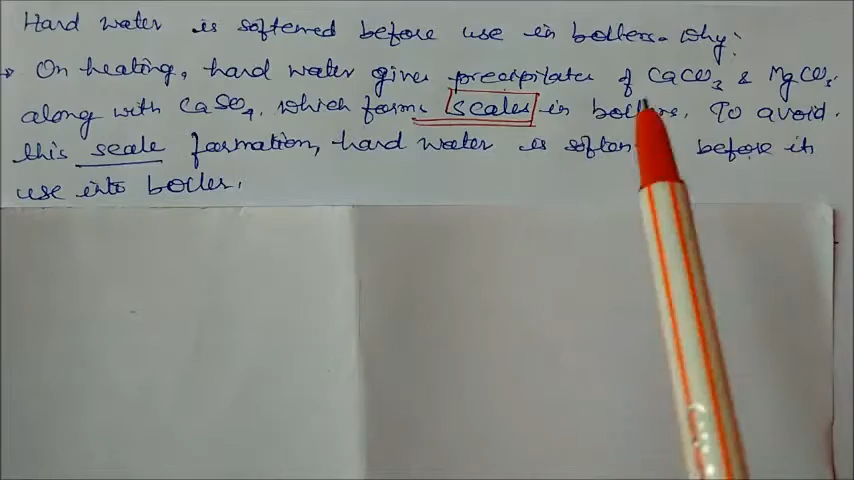 Hard water is softened before use in boilers. Why?
On heating, hard water gives precipitates of CaCO3 & MgCO3.
along with CaSO4. which forms scales in boilers. To avoid.
this scale formation, hard water is soften before its
use into boiler.